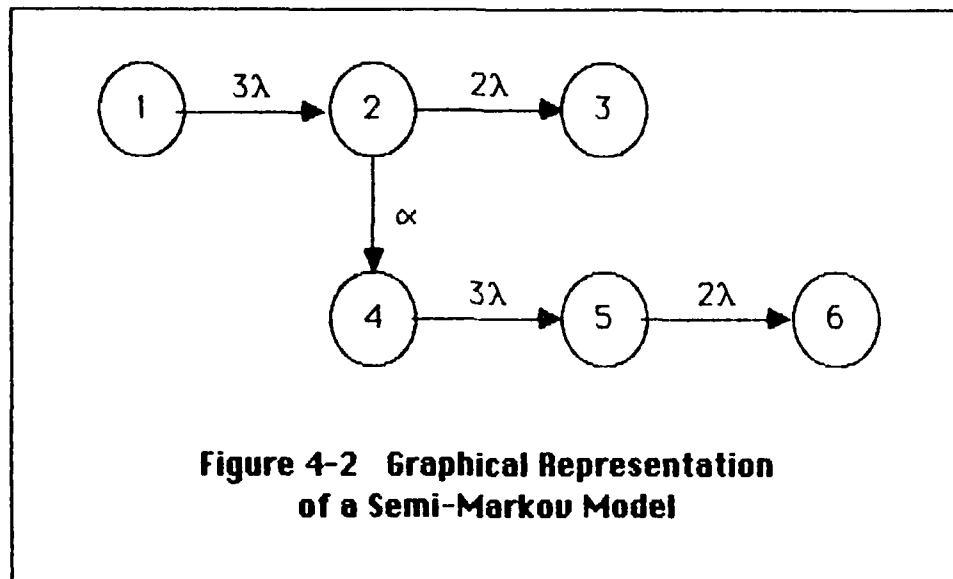 1 3λ 2 2λ 3
∝
4 3λ 5 2λ 6
Figure 4-2 Graphical Representation
of a Semi-Markov Model